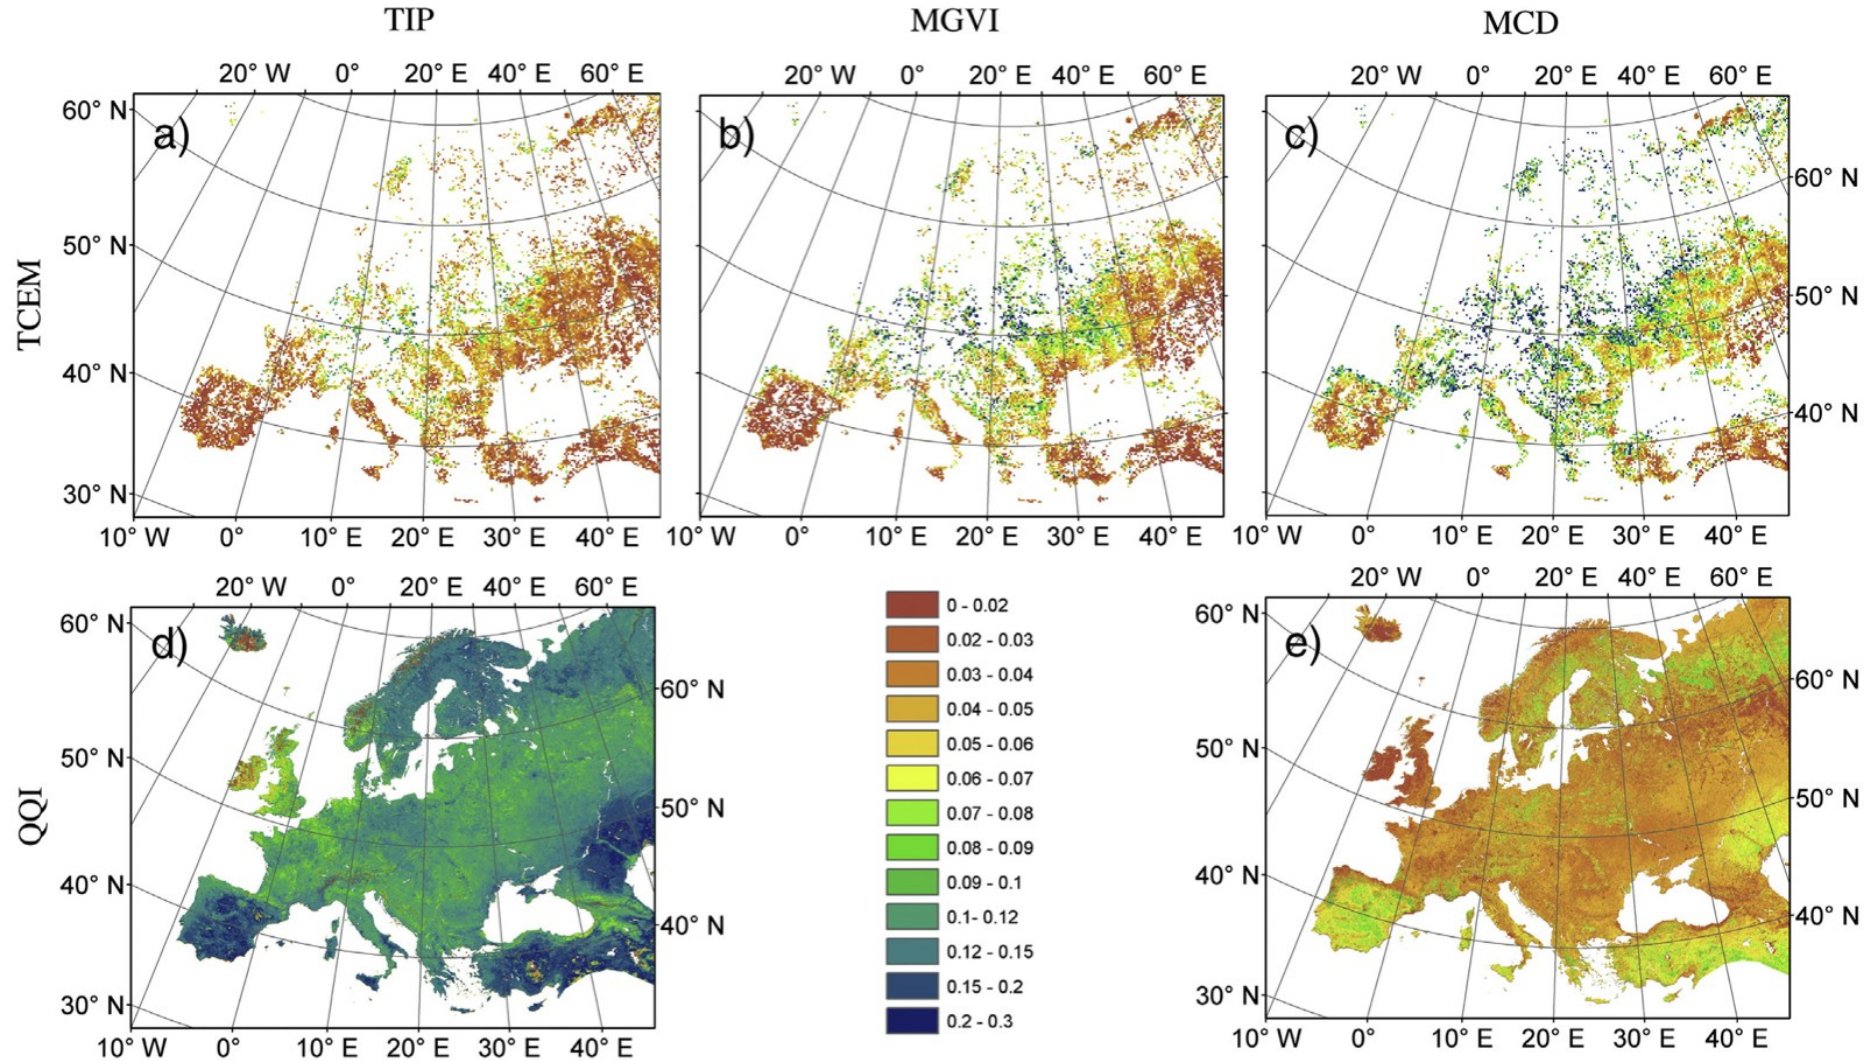 TIP MGVI MCD
20° W 0° 20° E 40° E 60° E 20° W 0° 20° E 40° E 60° E 20° W 0° 20° E 40° E 60° E
60° N
a) b) c)
60° N
50° N
50° N
TCEM
40° N
40° N
30° N
10° W 0° 10° E 20° E 30° E 40° E 10° W 0° 10° E 20° E 30° E 40° E 10° W 0° 10° E 20° E 30° E 40° E
20° W 0° 20° E 40° E 60° E 20° W 0° 20° E 40° E 60° E
60° N 0 - 0.02 60° N
d) e)
0.02 - 0.03
60° N 0.03 - 0.04 60° N
0.04 - 0.05
50° N 0.05 - 0.06 50° N
0.06 - 0.07
50° N 0.07 - 0.08 50° N
QQI
0.08 - 0.09
40° N 0.09 - 0.1 40° N
40° N 0.1- 0.12 40° N
0.12 - 0.15
30° N 0.15 - 0.2 30° N
0.2 - 0.3
10° W 0° 10° E 20° E 30° E 40° E 10° W 0° 10° E 20° E 30° E 40° E